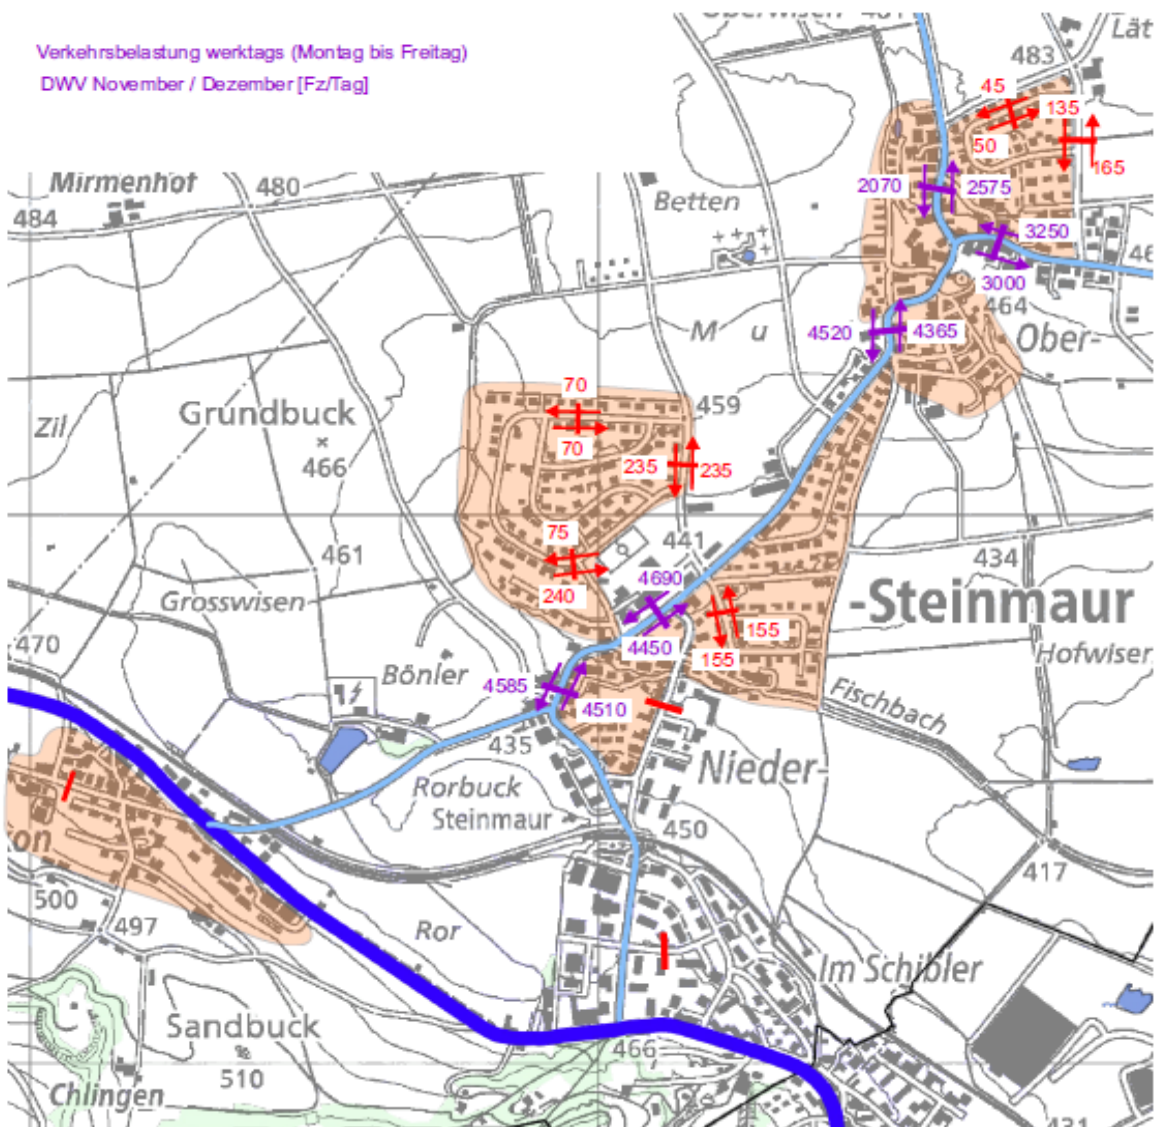 Verkehrsbelastung werktags (Montag bis Freitag)
DWV November / Dezember [Fz/Tag]
483
Lät
45
135
50
165
Mirmenhof
480
484
Betten
2070
2575
3250
3000
464
4520
4365
Ober-
M u
70
459
Zil
Grundbuck
466
70
235
235
75
461
441
434
240
4690
Grosswisen
-Steinmaur
155
4450
155
470
Bönler
4585
4510
Hofwiser
Fischbach
435
Nieder-
Rorbuck
Steinmaur
450
417
kon
500
497
Ror
Im Schibler
Sandbuck
466
510
Chlingen
431